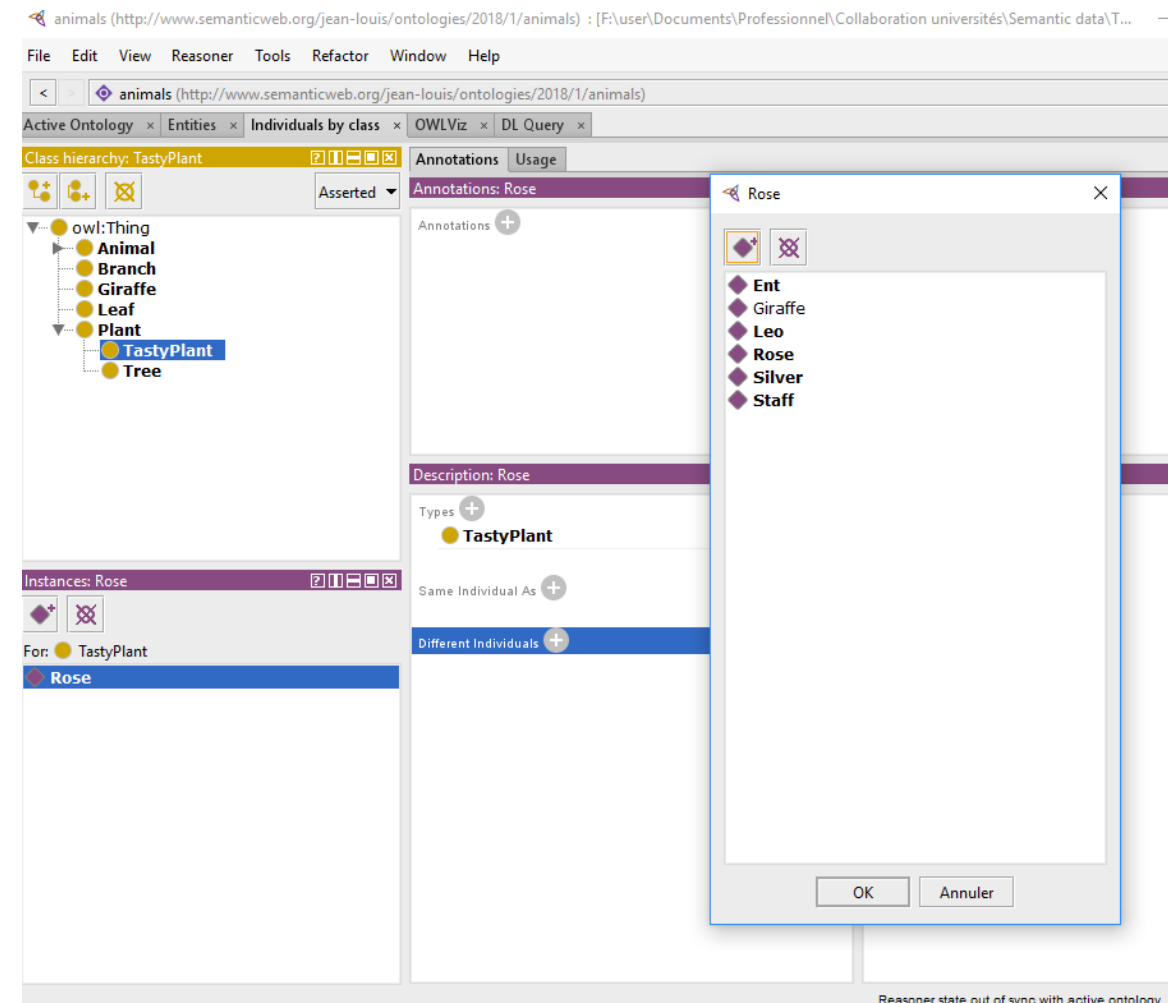 animals (http://www.semanticweb.org/jean-louis/ontologies/2018/1/animals) : [F:\user\Documents\Professionnel\Collaboration universités\Semantic data\T...
File Edit View Reasoner Tools Refactor Window Help
< > animals (http://www.semanticweb.org/jean-louis/ontologies/2018/1/animals)
Active Ontology × Entities × Individuals by class × OWLViz × DL Query ×
Class hierarchy: TastyPlant
Asserted
owl:Thing
Animal
Branch
Giraffe
Leaf
Plant
TastyPlant
Tree
Instances: Rose
For: TastyPlant
Rose
Annotations Usage
Annotations: Rose
Annotations
Description: Rose
Types
TastyPlant
Same Individual As
Different Individuals
Rose
Ent
Giraffe
Leo
Rose
Silver
Staff
OK Annuler
Reasoner state out of sync with active ontology